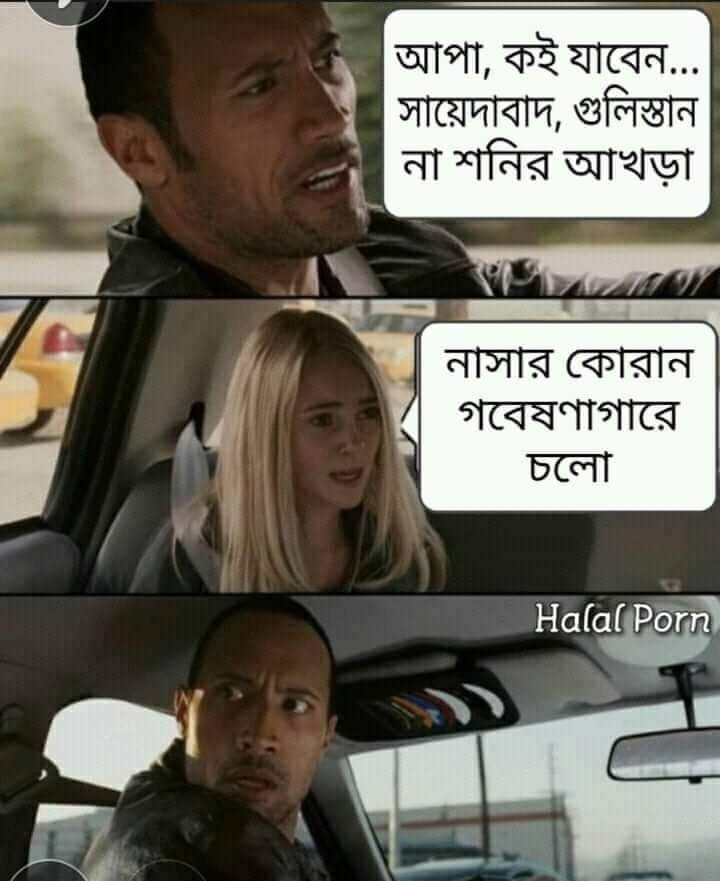 আপা, কই যাবেন...
সায়েদাবাদ, গুলিস্তান
না শনির আখড়া
নাসার কোরান
গবেষণাগারে
চলো
Halal Porn